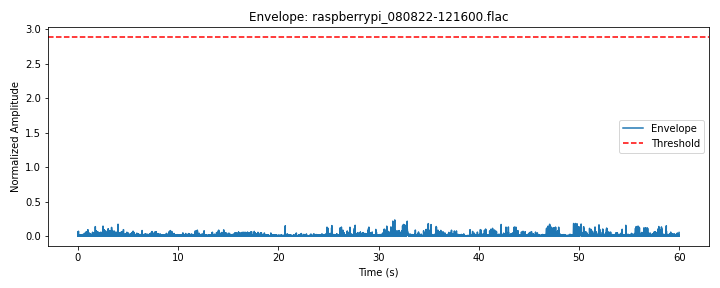 Envelope: raspberrypi_080822-121600.flac
Normalized Amplitude
3.0
2.5
2.0
1.5
1.0
0.5
0.0
Envelope
Threshold
0
10
20
30
40
50
60
Time (s)